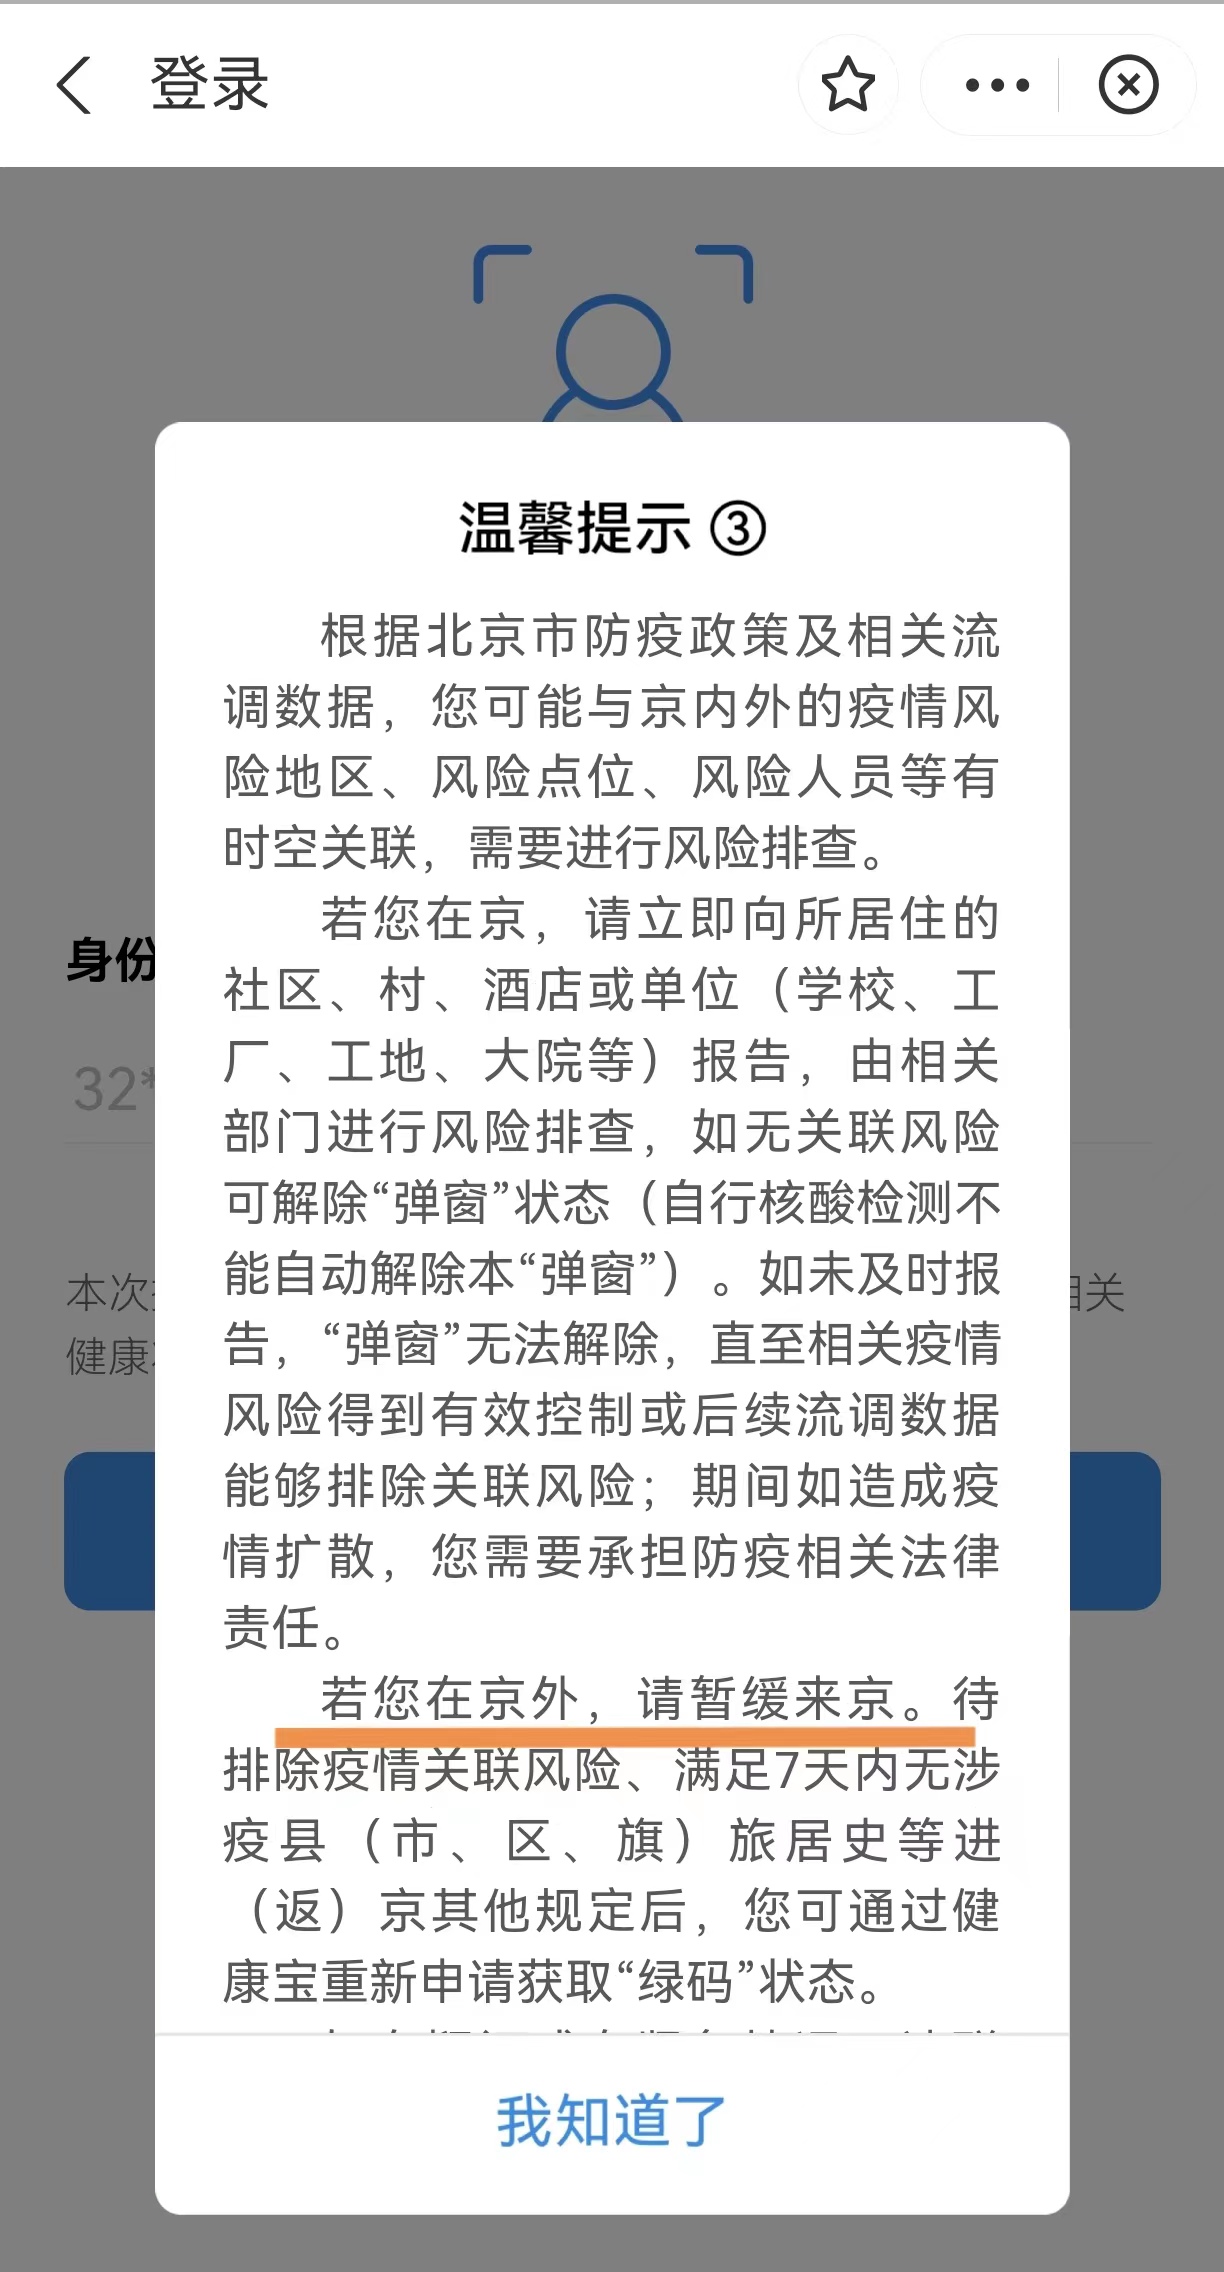 登录
温馨提示 ③
根据北京市防疫政策及相关流
调数据，您可能与京内外的疫情风
险地区、风险点位、风险人员等有
时空关联，需要进行风险排查。
若您在京，请立即向所居住的
社区、村、酒店或单位（学校、工
厂、工地、大院等）报告，由相关
部门进行风险排查，如无关联风险
可解除“弹窗”状态（自行核酸检测不
能自动解除本“弹窗”）。如未及时报
告，“弹窗”无法解除，直至相关疫情
风险得到有效控制或后续流调数据
能够排除关联风险；期间如造成疫
情扩散，您需要承担防疫相关法律
责任。
若您在京外，请暂缓来京。待
排除疫情关联风险、满足7天内无涉
疫县（市、区、旗）旅居史等进
（返）京其他规定后，您可通过健
康宝重新申请获取“绿码”状态。
我知道了
身份
32*
本次
相关
健康